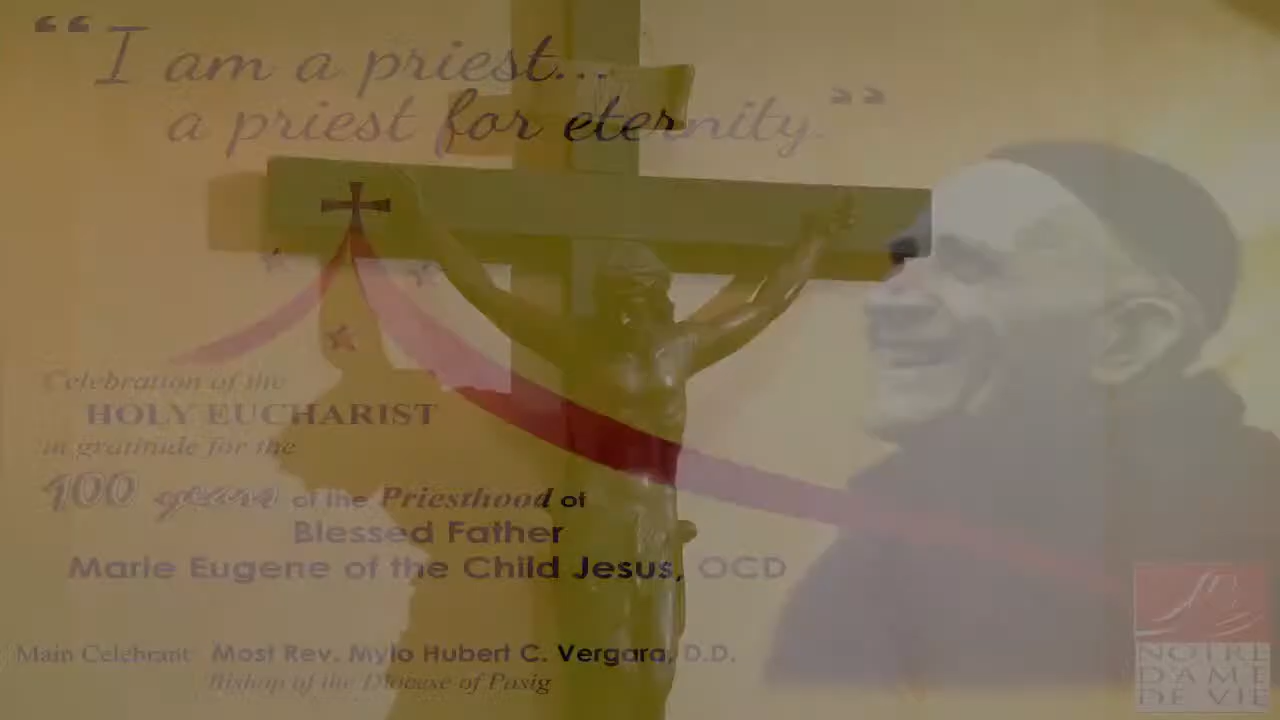 “I am a priest...
a priest for eternity.”
Celebration of the
HOLY EUCHARIST
in gratitude for the
100 years of the Priesthood of
Blessed Father
Marie Eugene of the Child Jesus, OCD
Main Celebrant: Most Rev. Mylo Hubert C. Vergara, D.D.
Bishop of the Diocese of Pasig
NOTRE
DAME
DE VIE